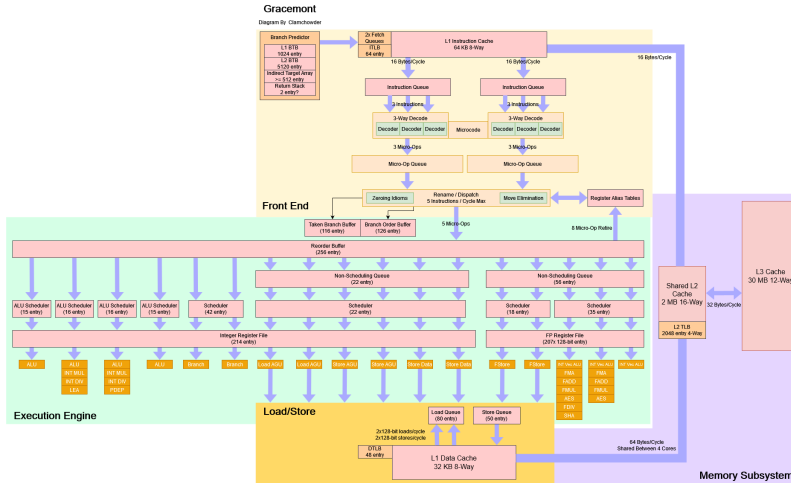 Gracemont
Diagram By Clamchowder
Branch Predictor
L1 BTB
1024 entry
L2 BTB
5120 entry
Indirect Target Array
>= 512 entry
Return Stack
2 entry?
2x Fetch
Queues
ITLB
64 entry
L1 Instruction Cache
64 KB 8-Way
16 Bytes/Cycle
16 Bytes/Cycle
16 Bytes/Cycle
Instruction Queue
Instruction Queue
3 Instructions
3 Instructions
3-Way Decode
Decoder
Decoder
Decoder
Microcode
3-Way Decode
Decoder
Decoder
Decoder
3 Micro-Ops
3 Micro-Ops
Micro-Op Queue
Micro-Op Queue
Zeroing Idioms
Rename / Dispatch
5 Instructions / Cycle Max
Move Elimination
Register Alias Tables
Front End
Taken Branch Buffer
(116 entry)
Branch Order Buffer
(126 entry)
5 Micro-Ops
8 Micro-Op Retire
Reorder Buffer
(256 entry)
Non-Scheduling Queue
(22 entry)
Non-Scheduling Queue
(56 entry)
ALU Scheduler
(15 entry)
ALU Scheduler
(16 entry)
ALU Scheduler
(16 entry)
ALU Scheduler
(15 entry)
Scheduler
(42 entry)
Scheduler
(22 entry)
Scheduler
(18 entry)
Scheduler
(35 entry)
Integer Register File
(214 entry)
FP Register File
(207x 128-bit entry)
ALU
ALU
INT MUL
INT DIV
LEA
ALU
INT MUL
INT DIV
PDEP
ALU
Branch
Branch
Load AGU
Load AGU
Store AGU
Store AGU
Store Data
Store Data
FStore
FStore
INT Vec ALU
FMA
FADD
FMUL
AES
FDIV
SHA
INT Vec ALU
FMA
FADD
FMUL
AES
INT Vec ALU
Execution Engine
Load/Store
Load Queue
(80 entry)
Store Queue
(50 entry)
2x128-bit loads/cycle
2x128-bit stores/cycle
DTLB
48 entry
L1 Data Cache
32 KB 8-Way
64 Bytes/Cycle
Shared Between 4 Cores
Shared L2
Cache
2 MB 16-Way
L2 TLB
2048 entry 4-Way
32 Bytes/Cycle
L3 Cache
30 MB 12-Way
Memory Subsystem